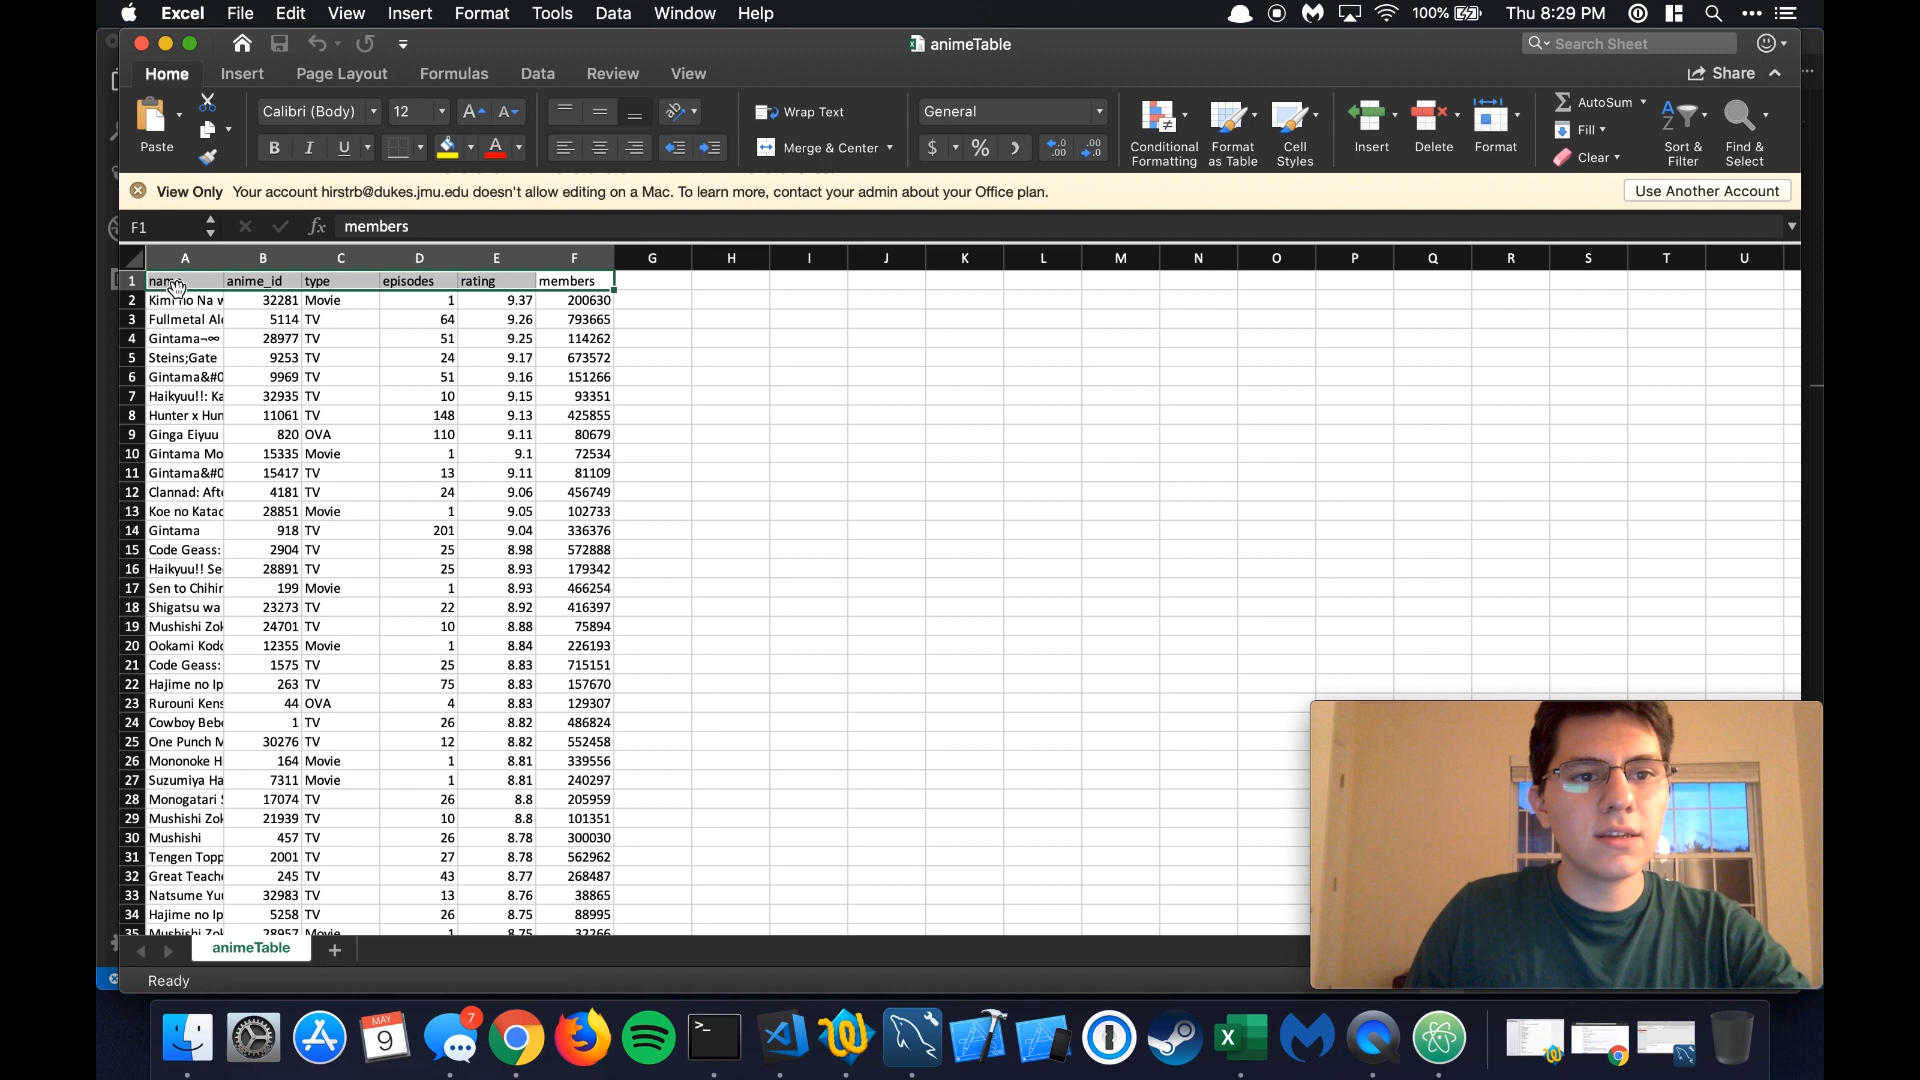 Excel File Edit View Insert Format Tools Data Window Help 100% Thu 8:29 PM
animeTable Search Sheet
Home Insert Page Layout Formulas Data Review View Share
Calibri (Body) 12 Wrap Text General AutoSum
Paste B I U A Merge & Center $ % Conditional Formatting Format as Table Cell Styles Insert Delete Format Fill Clear Sort & Filter Find & Select
View Only Your account hirstrb@dukes.jmu.edu doesn't allow editing on a Mac. To learn more, contact your admin about your Office plan. Use Another Account
F1 fx members
A B C D E F G H I J K L M N O P Q R S T U
1 name anime_id type episodes rating members
2 Kimi no Na w 32281 Movie 1 9.37 200630
3 Fullmetal Al 5114 TV 64 9.26 793665
4 Gintama¬∞ 28977 TV 51 9.25 114262
5 Steins;Gate 9253 TV 24 9.17 673572
6 Gintama&#0 9969 TV 51 9.16 151266
7 Haikyuu!!: Ka 32935 TV 10 9.15 93351
8 Hunter x Hun 11061 TV 148 9.13 425855
9 Ginga Eiyuu 820 OVA 110 9.11 80679
10 Gintama Mo 15335 Movie 1 9.1 72534
11 Gintama&#0 15417 TV 13 9.11 81109
12 Clannad: Aft 4181 TV 24 9.06 456749
13 Koe no Katac 28851 Movie 1 9.05 102733
14 Gintama 918 TV 201 9.04 336376
15 Code Geass: 2904 TV 25 8.98 572888
16 Haikyuu!! Se 28891 TV 25 8.93 179342
17 Sen to Chihir 199 Movie 1 8.93 466254
18 Shigatsu wa 23273 TV 22 8.92 416397
19 Mushishi Zok 24701 TV 10 8.88 75894
20 Ookami Kodo 12355 Movie 1 8.84 226193
21 Code Geass: 1575 TV 25 8.83 715151
22 Hajime no Ip 263 TV 75 8.83 157670
23 Rurouni Kens 44 OVA 4 8.83 129307
24 Cowboy Beb 1 TV 26 8.82 486824
25 One Punch M 30276 TV 12 8.82 552458
26 Mononoke H 164 Movie 1 8.81 339556
27 Suzumiya Ha 7311 Movie 1 8.81 240297
28 Monogatari S 17074 TV 26 8.8 205959
29 Mushishi Zok 21939 TV 10 8.8 101351
30 Mushishi 457 TV 26 8.78 300030
31 Tengen Topp 2001 TV 27 8.78 562962
32 Great Teach 245 TV 43 8.77 268487
33 Natsume Yuu 32983 TV 13 8.76 38865
34 Hajime no Ip 5258 TV 26 8.75 88995
35 Mushishi Zok 28957 Movie 1 8.75 32266
animeTable
Ready
MAY 9 7